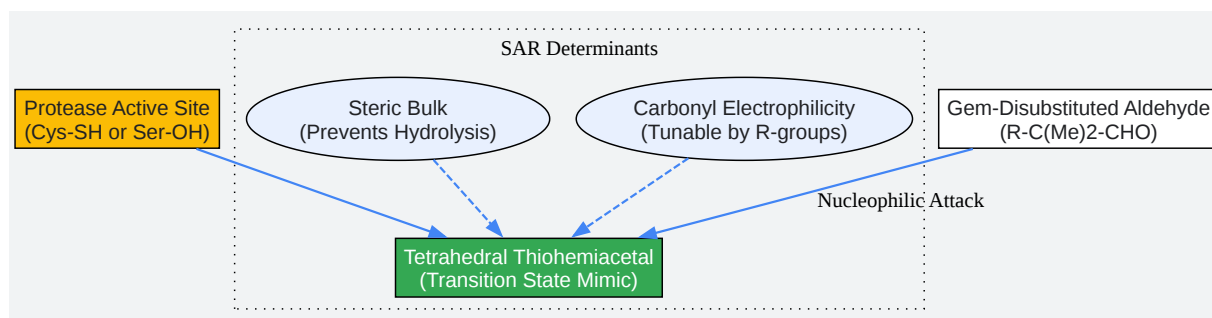 SAR Determinants
Protease Active Site
(Cys-SH or Ser-OH)
Steric Bulk
(Prevents Hydrolysis)
Carbonyl Electrophilicity
(Tunable by R-groups)
Gem-Disubstituted Aldehyde
(R-C(Me)2-CHO)
Nucleophilic Attack
Tetrahedral Thiohemiacetal
(Transition State Mimic)